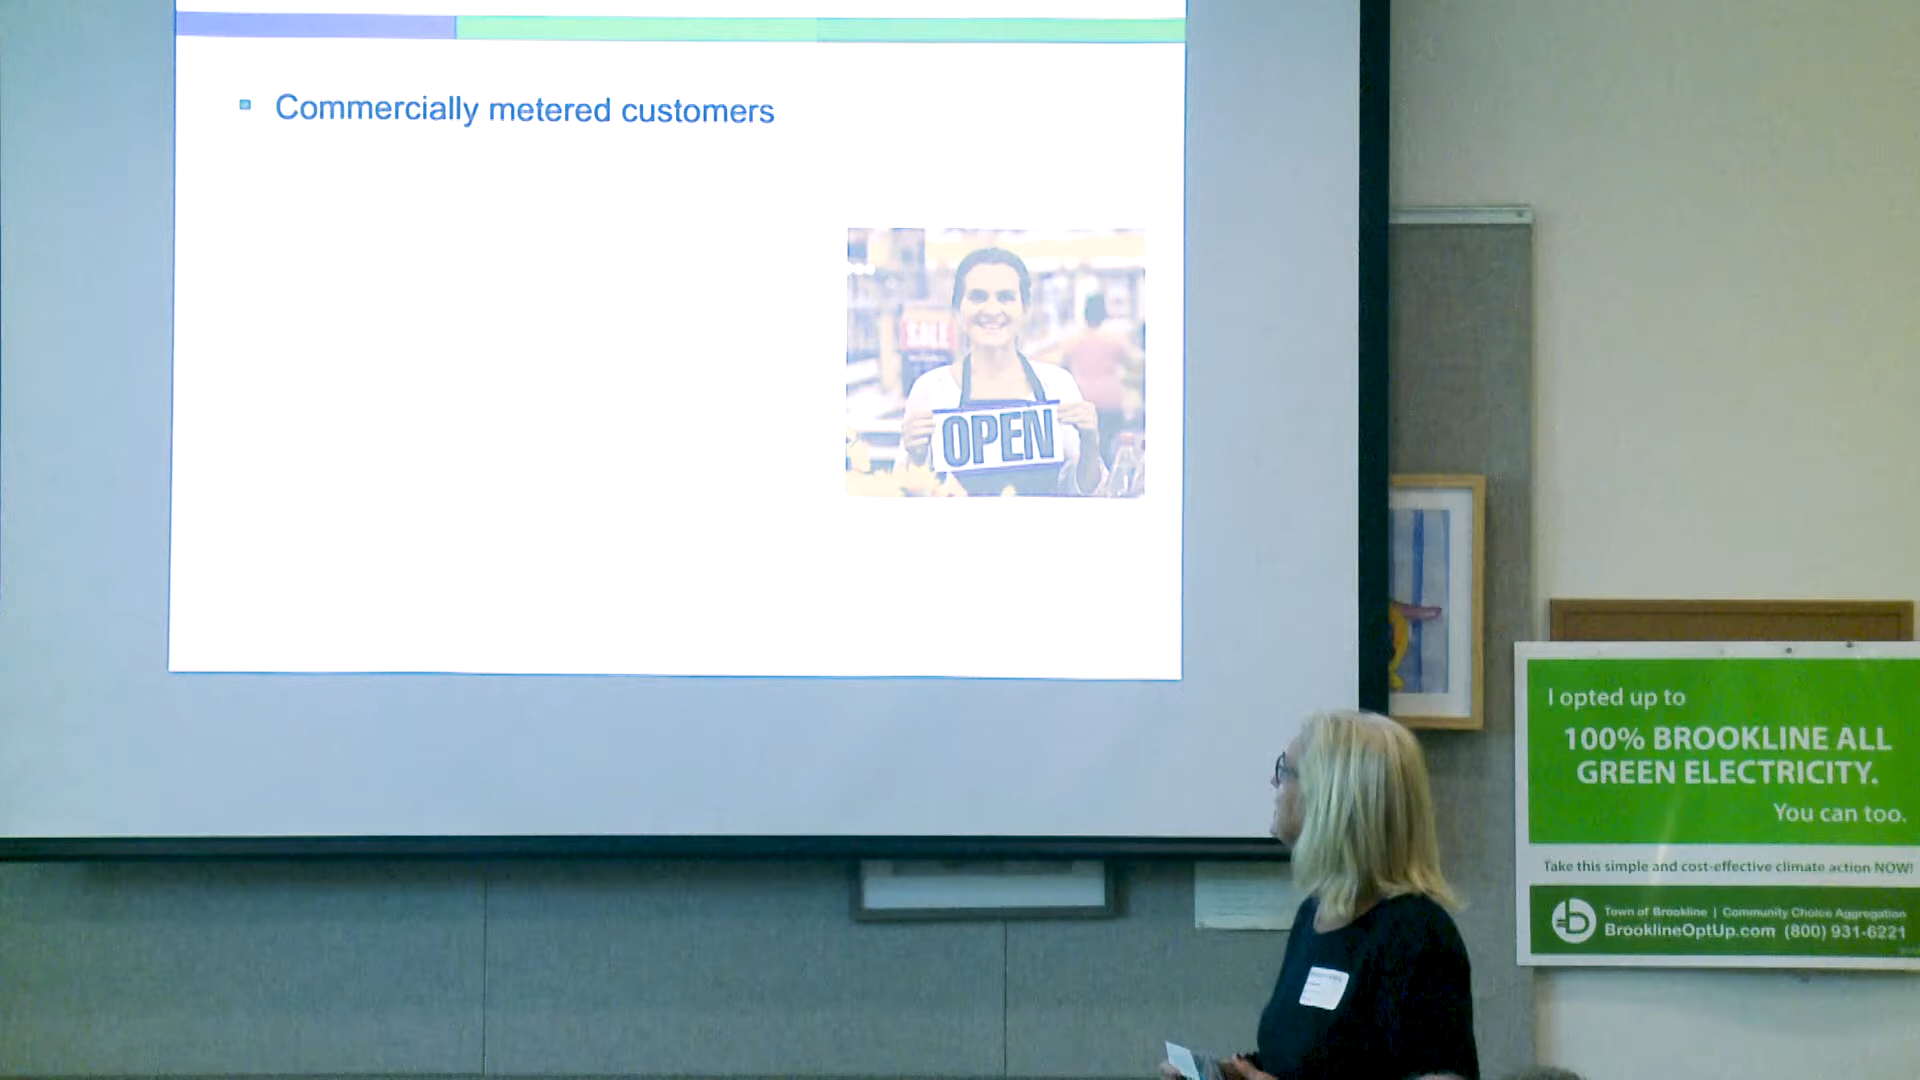 Commercially metered customers
SALE
OPEN
I opted up to
100% BROOKLINE ALL
GREEN ELECTRICITY.
You can too.
Take this simple and cost-effective climate action NOW!
Town of Brookline | Community Choice Aggregation
BrooklineOptUp.com (800) 931-6221